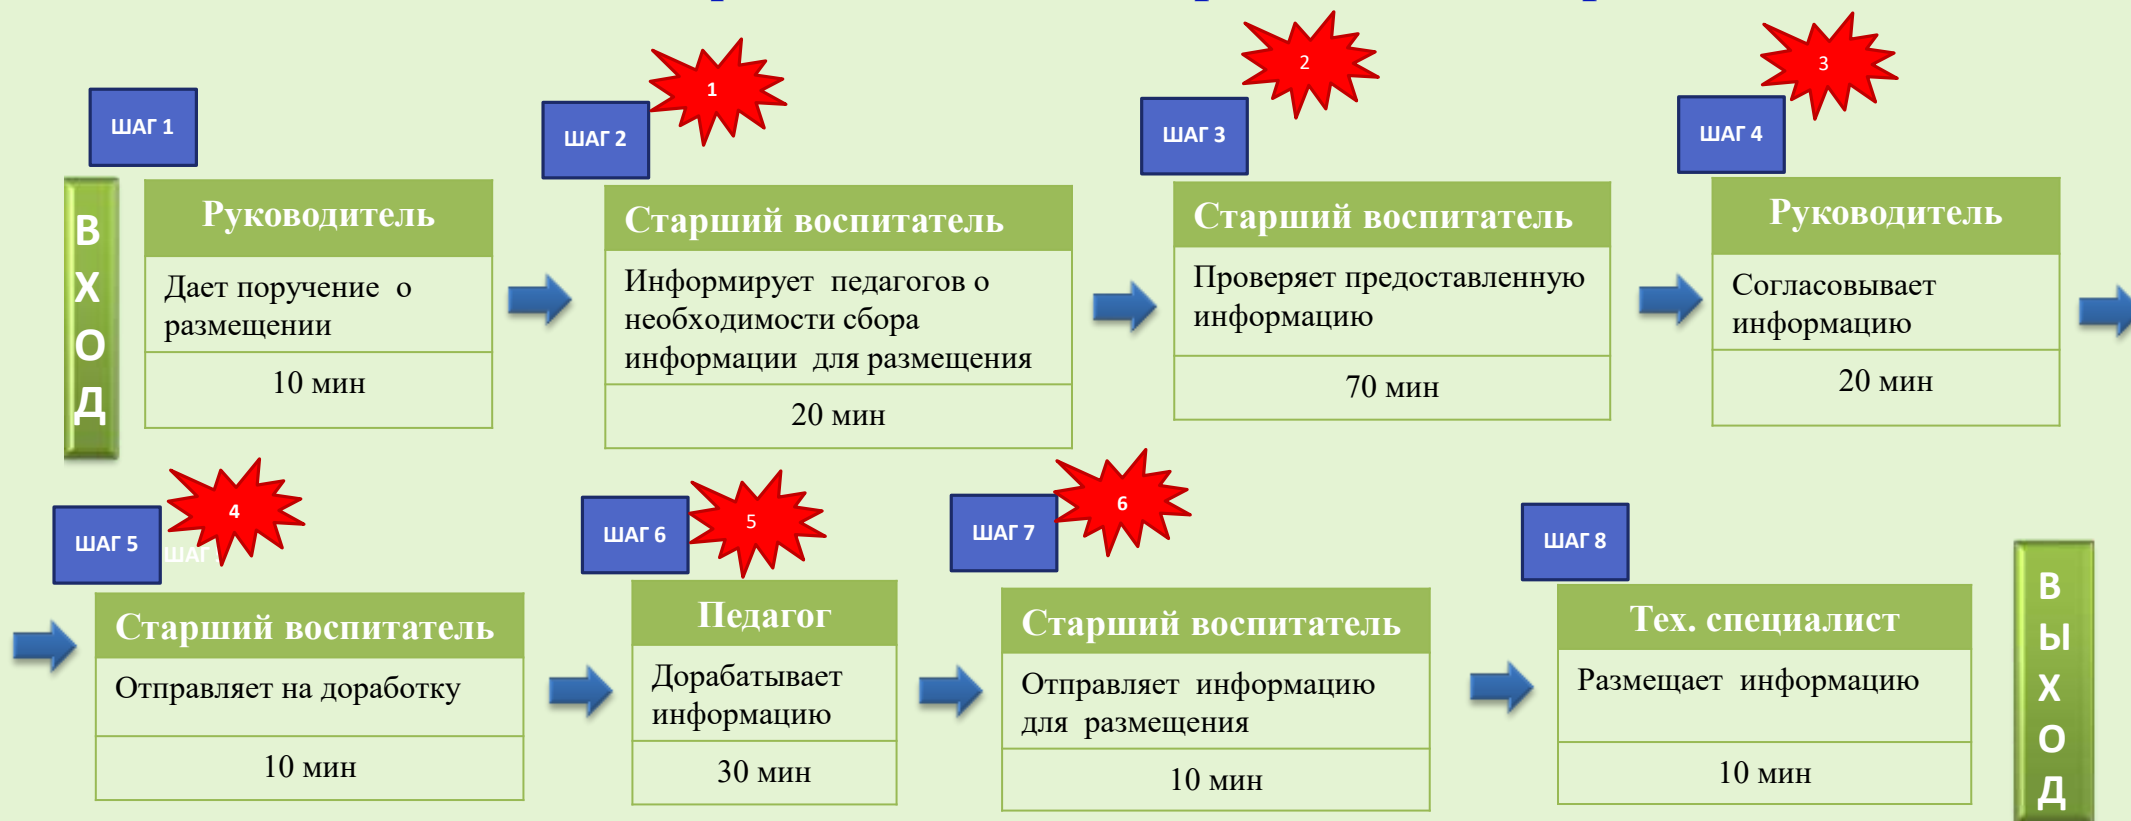 ШАГ 1
1
ШАГ 2
2
ШАГ 3
3
ШАГ 4
ВХОД
Руководитель
Дает поручение о
размещении
10 мин
Старший воспитатель
Информирует педагогов о
необходимости сбора
информации для размещения
20 мин
Старший воспитатель
Проверяет предоставленную
информацию
70 мин
Руководитель
Согласовывает
информацию
20 мин
ШАГ 5
ШАГ
4
ШАГ 6
5
ШАГ 7
6
ШАГ 8
Старший воспитатель
Отправляет на доработку
10 мин
Педагог
Дорабатывает
информацию
30 мин
Старший воспитатель
Отправляет информацию
для размещения
10 мин
Тех. специалист
Размещает информацию
10 мин
ВЫХОД